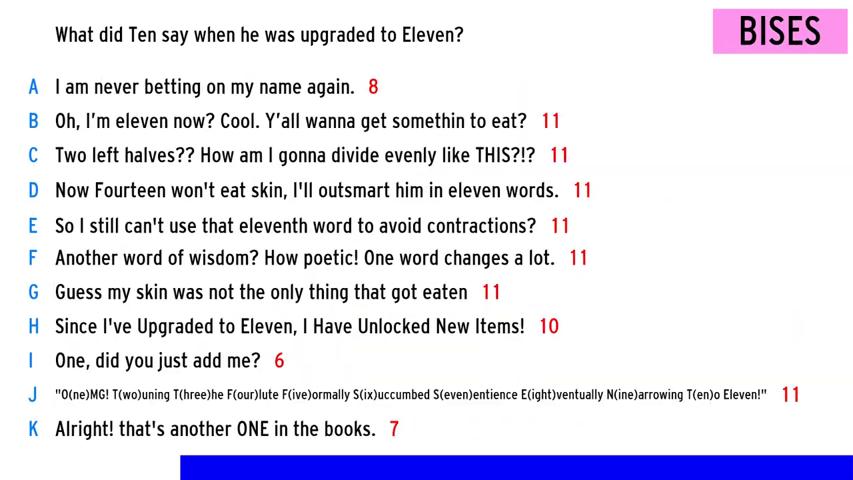 What did Ten say when he was upgraded to Eleven?
BISES
A I am never betting on my name again. 8
B Oh, I'm eleven now? Cool. Y'all wanna get somethin to eat? 11
C Two left halves?? How am I gonna divide evenly like THIS?!? 11
D Now Fourteen won't eat skin, I'll outsmart him in eleven words. 11
E So I still can't use that eleventh word to avoid contractions? 11
F Another word of wisdom? How poetic! One word changes a lot. 11
G Guess my skin was not the only thing that got eaten 11
H Since I've Upgraded to Eleven, I Have Unlocked New Items! 10
I One, did you just add me? 6
J "O(ne)MG! T(wo)uning T(hree)he F(our)lute F(ive)ormally S(ix)uccumbed S(even)entience E(ight)ventually N(ine)arrowing T(en)o Eleven!" 11
K Alright! that's another ONE in the books. 7